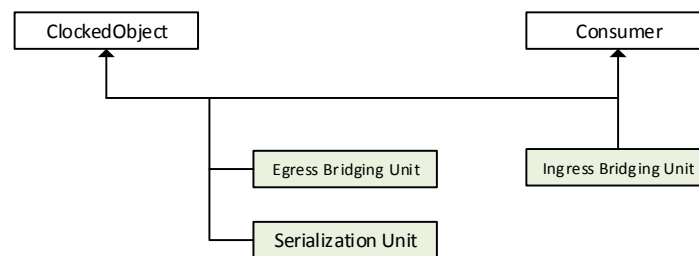 ClockedObject
Consumer
Egress Bridging Unit
Ingress Bridging Unit
Serialization Unit